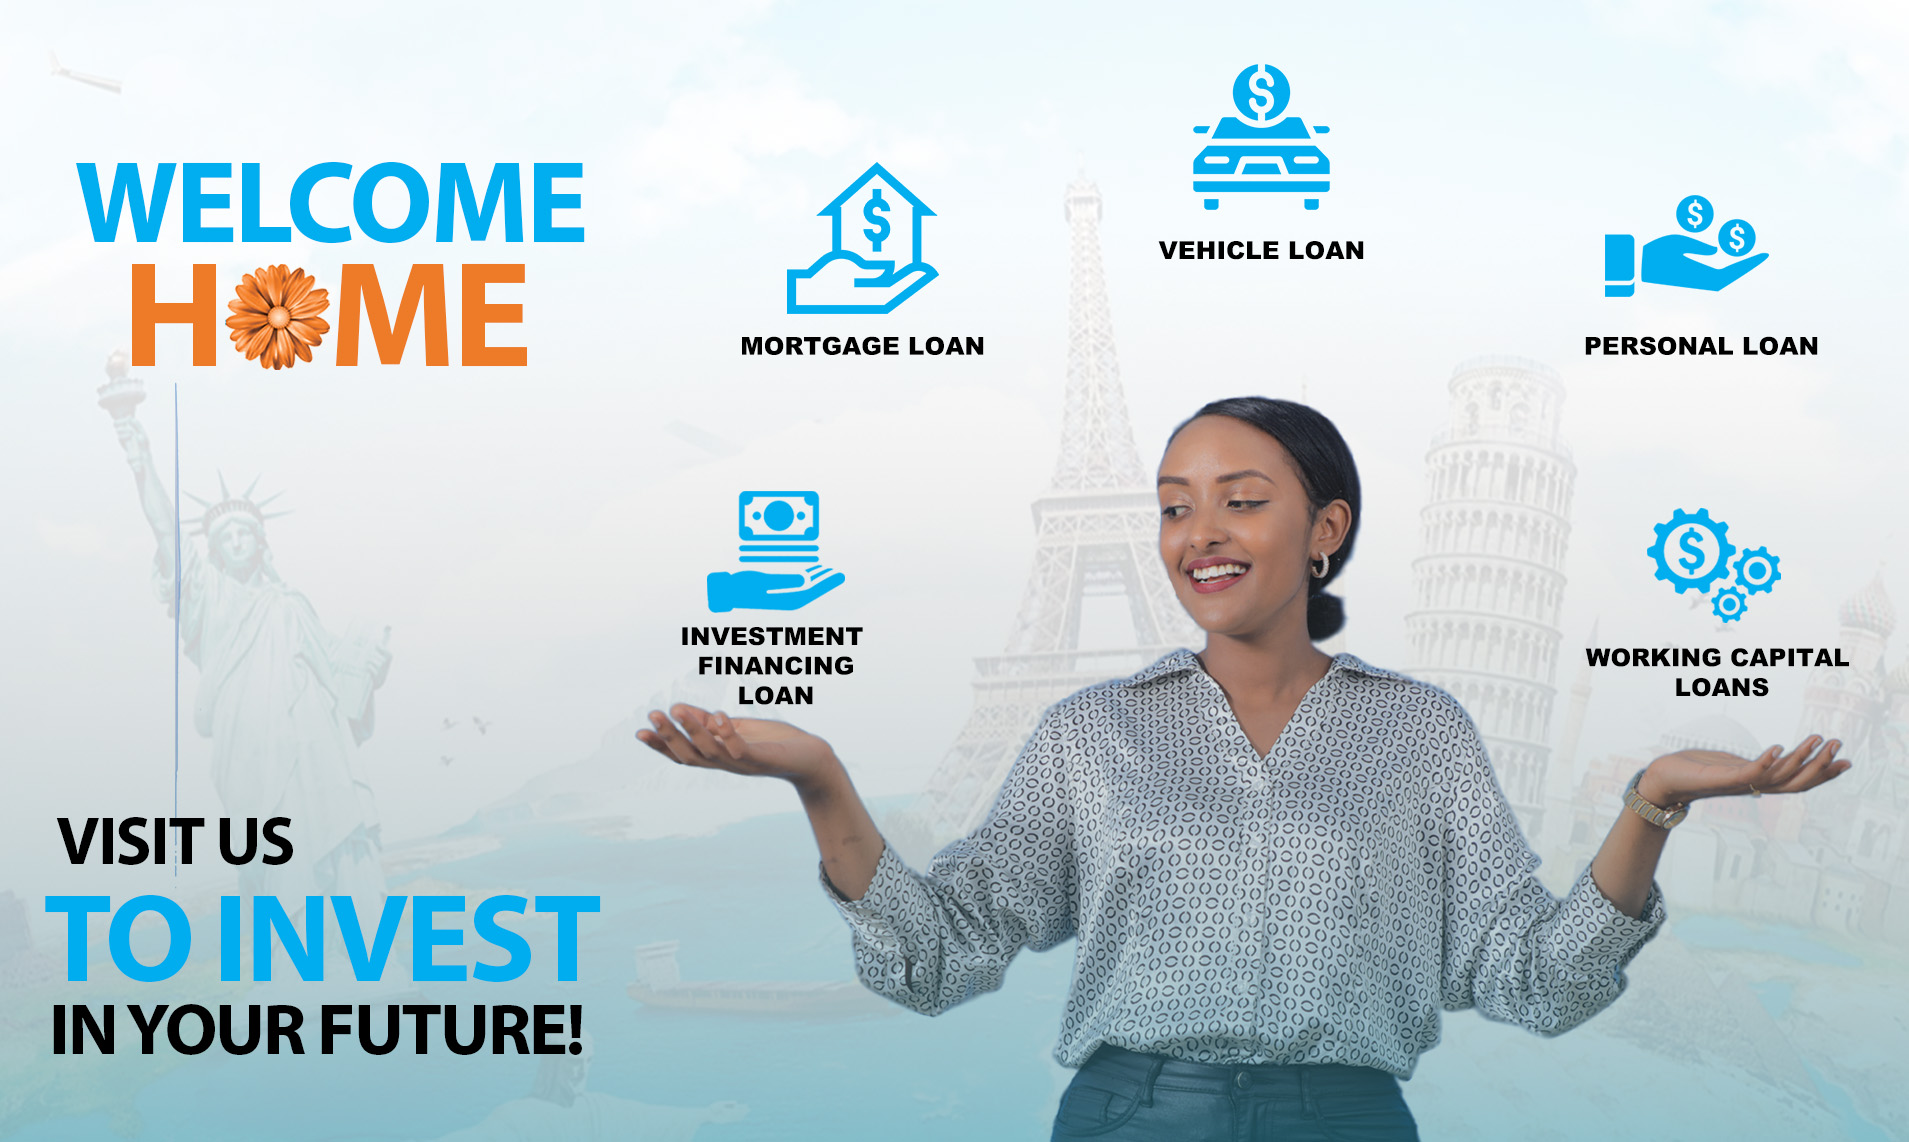 WELCOME
HOME
VISIT US
TO INVEST
IN YOUR FUTURE!
MORTGAGE LOAN
VEHICLE LOAN
PERSONAL LOAN
INVESTMENT
FINANCING
LOAN
WORKING CAPITAL
LOANS